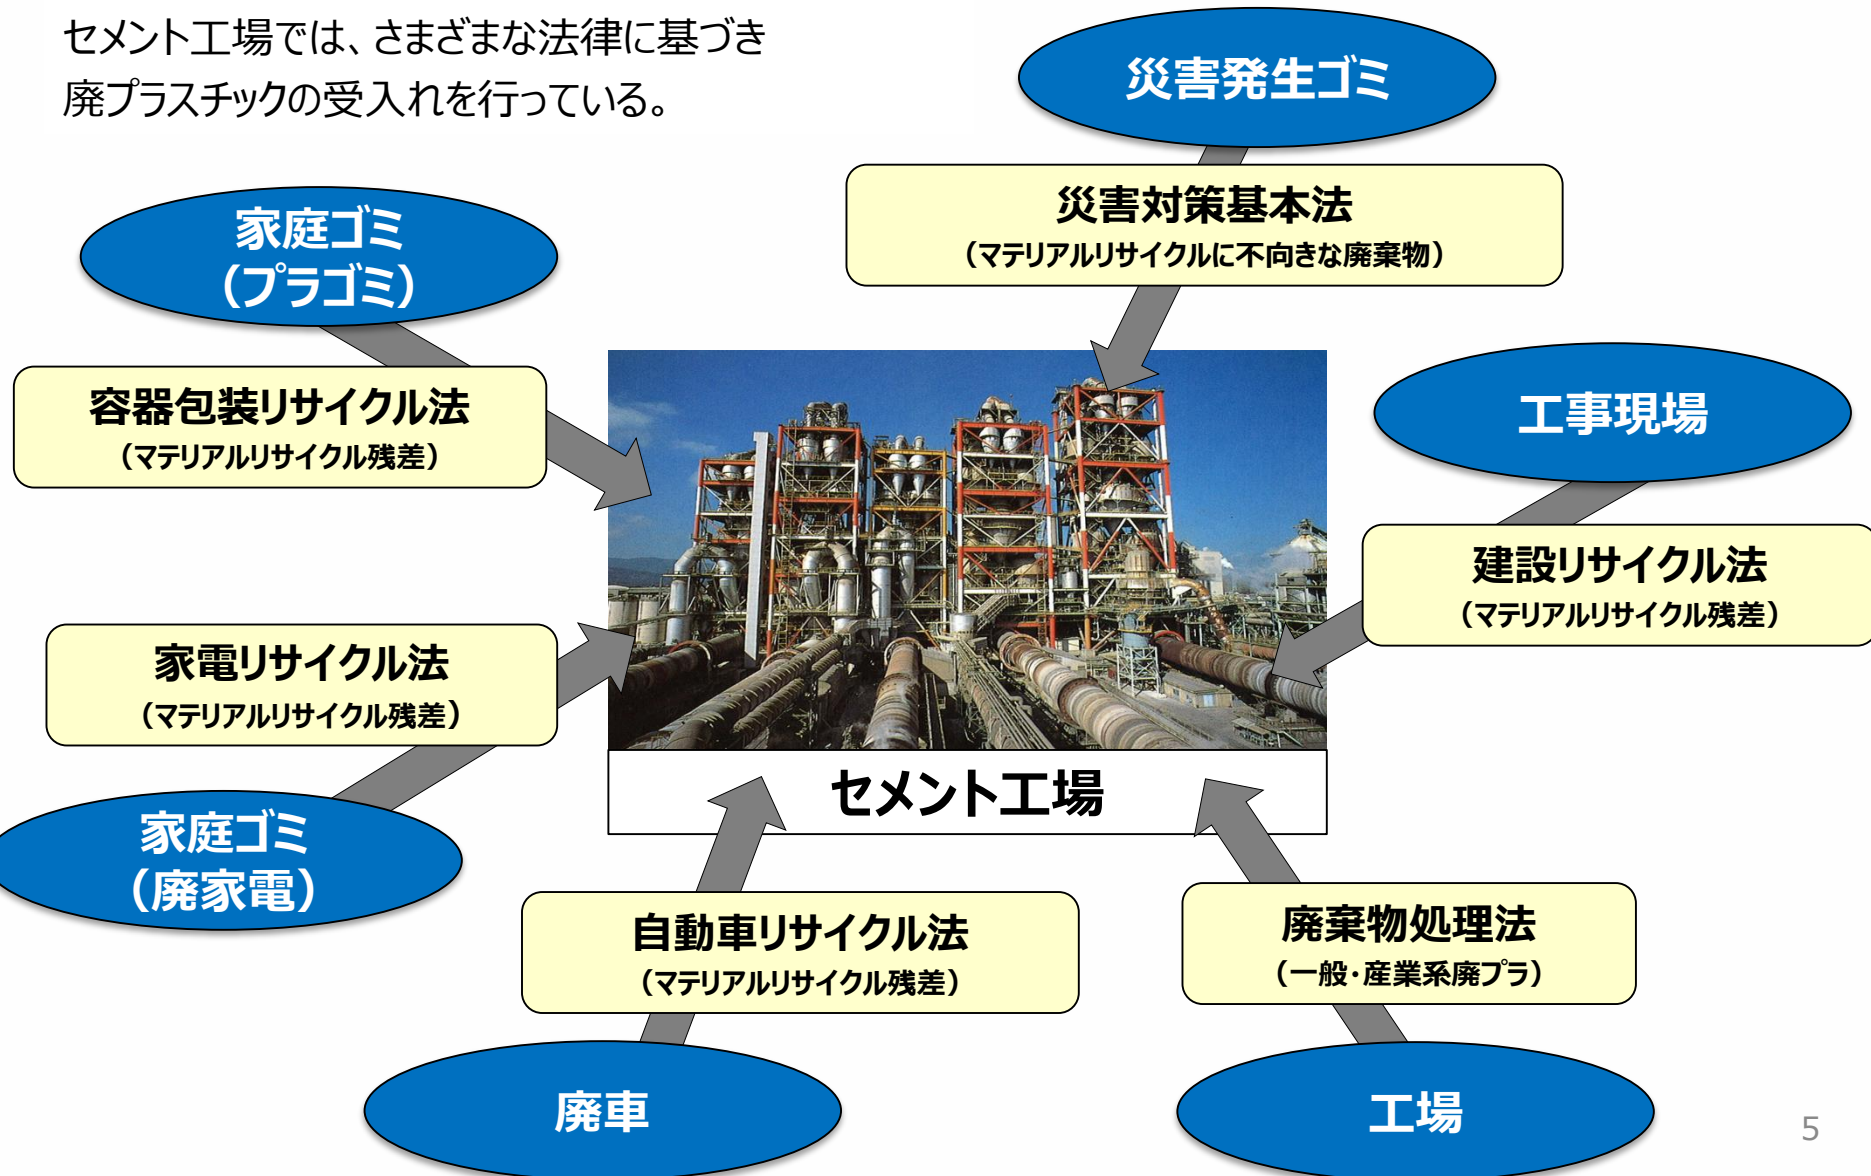 セメント工場では、さまざまな法律に基づき
廃プラスチックの受入れを行っている。
災害発生ゴミ
災害対策基本法
（マテリアルリサイクルに不向きな廃棄物）
家庭ゴミ
（プラゴミ）
容器包装リサイクル法
（マテリアルリサイクル残差）
工事現場
建設リサイクル法
（マテリアルリサイクル残差）
家電リサイクル法
（マテリアルリサイクル残差）
家庭ゴミ
（廃家電）
セメント工場
自動車リサイクル法
（マテリアルリサイクル残差）
廃車
廃棄物処理法
（一般・産業系廃プラ）
工場
5